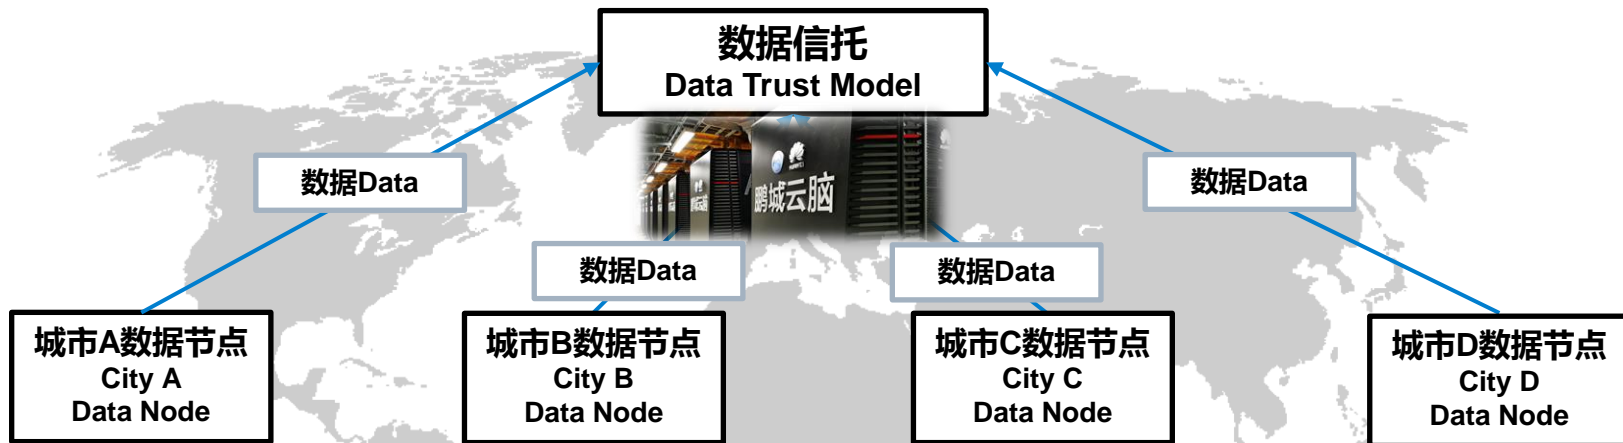 数据信托
Data Trust Model
鹏城云脑
数据Data
数据Data
数据Data
数据Data
城市A数据节点
City A
Data Node
城市B数据节点
City B
Data Node
城市C数据节点
City C
Data Node
城市D数据节点
City D
Data Node